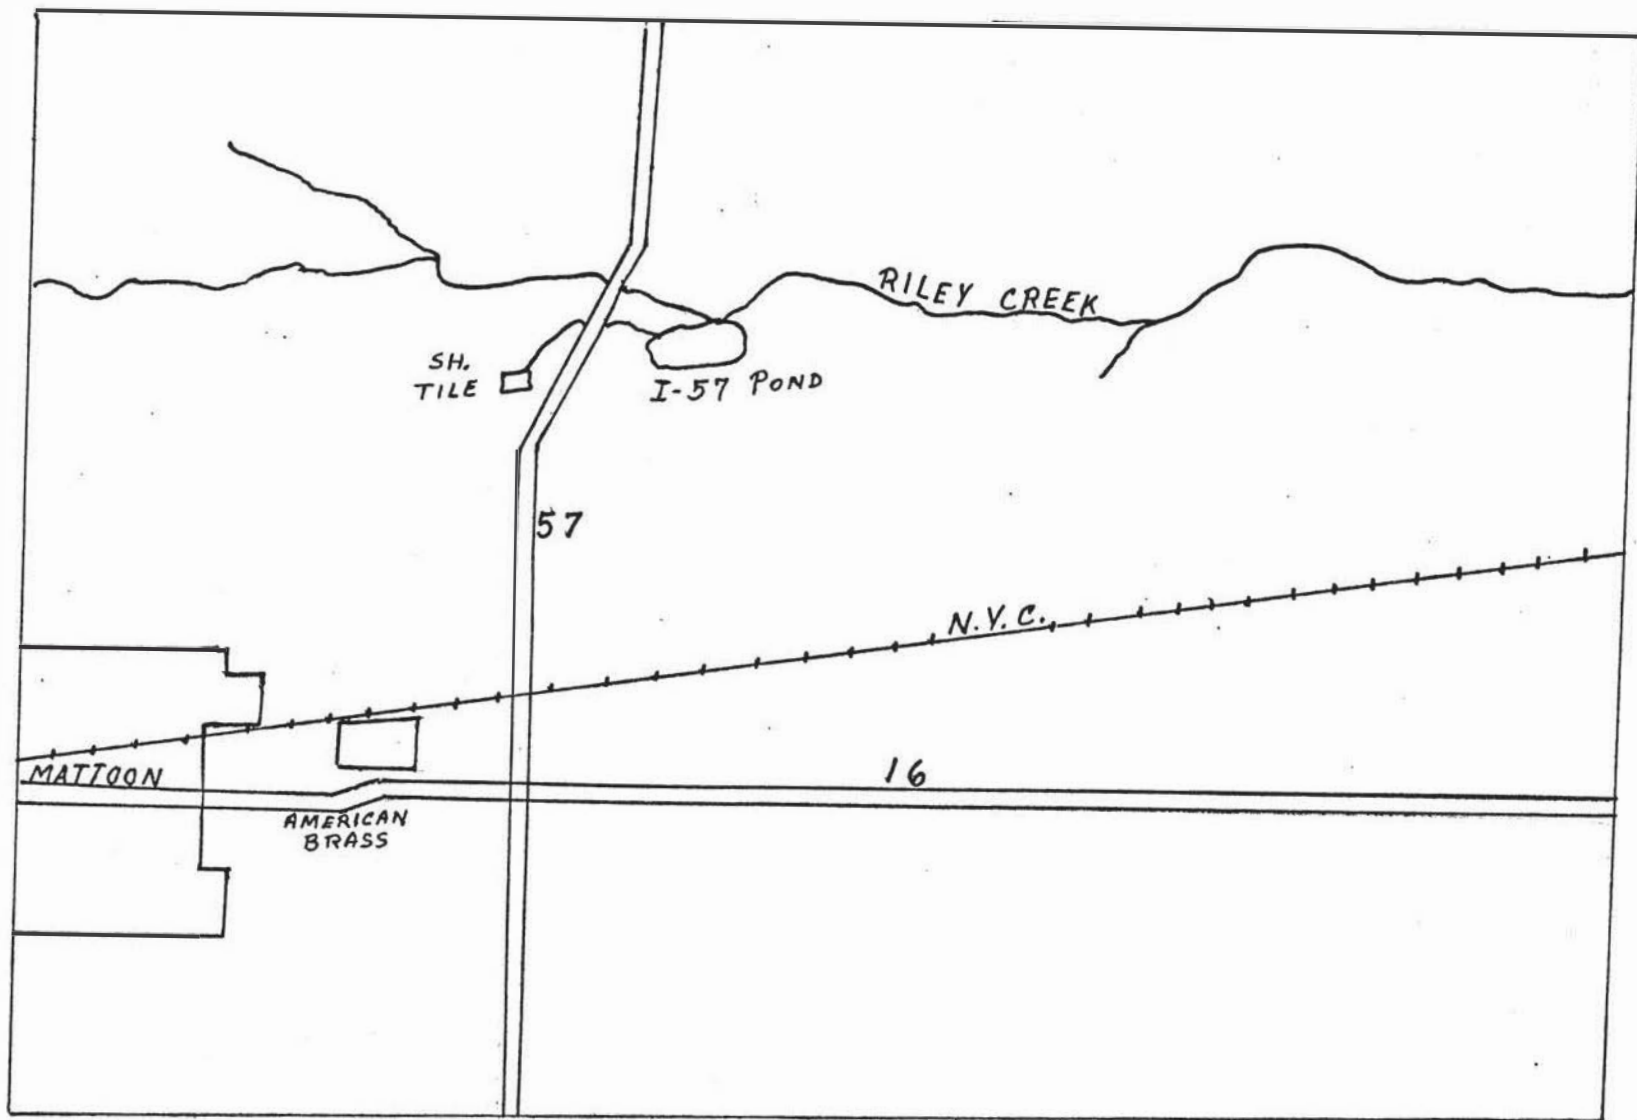 RILEY CREEK
SH.
TILE
I-57 POND
57
N.Y.C.
MATTOON
16
AMERICAN
BRASS